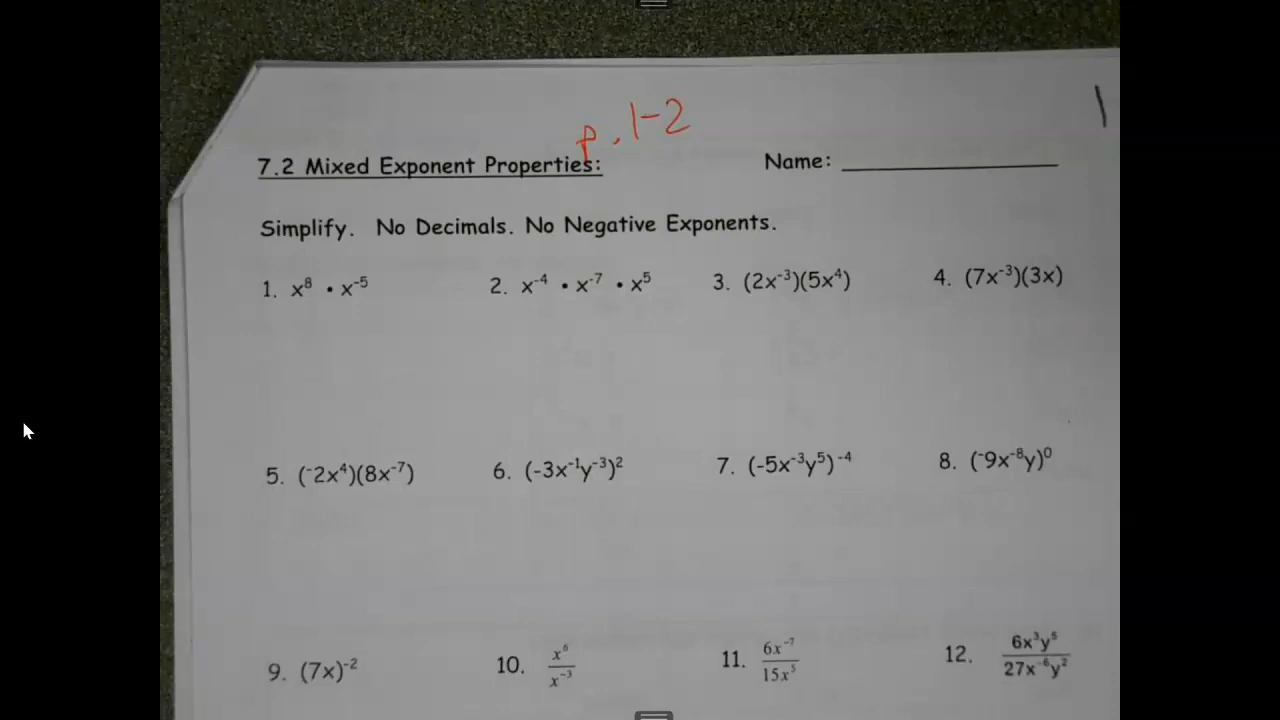 p. 1-2
7.2 Mixed Exponent Properties: Name: ____________________
Simplify. No Decimals. No Negative Exponents.
1. x⁸ • x⁻⁵ 2. x⁻⁴ • x⁻⁷ • x⁵ 3. (2x⁻³)(5x⁴) 4. (7x⁻³)(3x)
5. (⁻2x⁴)(8x⁻⁷) 6. (-3x⁻¹y⁻³)² 7. (-5x⁻³y⁵)⁻⁴ 8. (⁻9x⁻⁸y)⁰
9. (7x)⁻² 10. x⁶/x⁻³ 11. 6x⁻⁷/15x⁵ 12. 6x³y⁵/27x⁻⁶y²